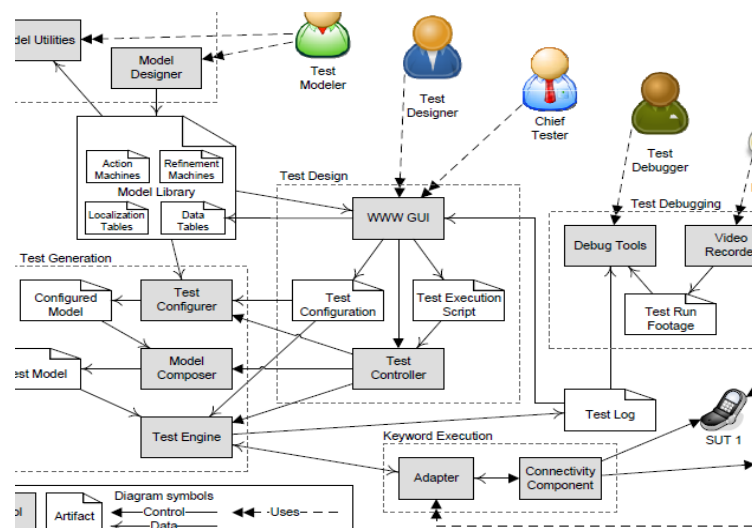 del Utilities
Model
Designer
Test
Modeler
Test
Designer
Chief
Tester
Test
Debugger
Action
Machines
Refinement
Machines
Model Library
Localization
Tables
Data
Tables
Test Design
WWW GUI
Test Debugging
Debug Tools
Video
Recorde
Test Run
Footage
Test Generation
Configured
Model
Test
Configurer
Test
Configuration
Test Execution
Script
est Model
Model
Composer
Test
Controller
Test Engine
Test Log
SUT 1
Keyword Execution
Adapter
Connectivity
Component
ol
Artifact
Diagram symbols
Control
Data
Uses